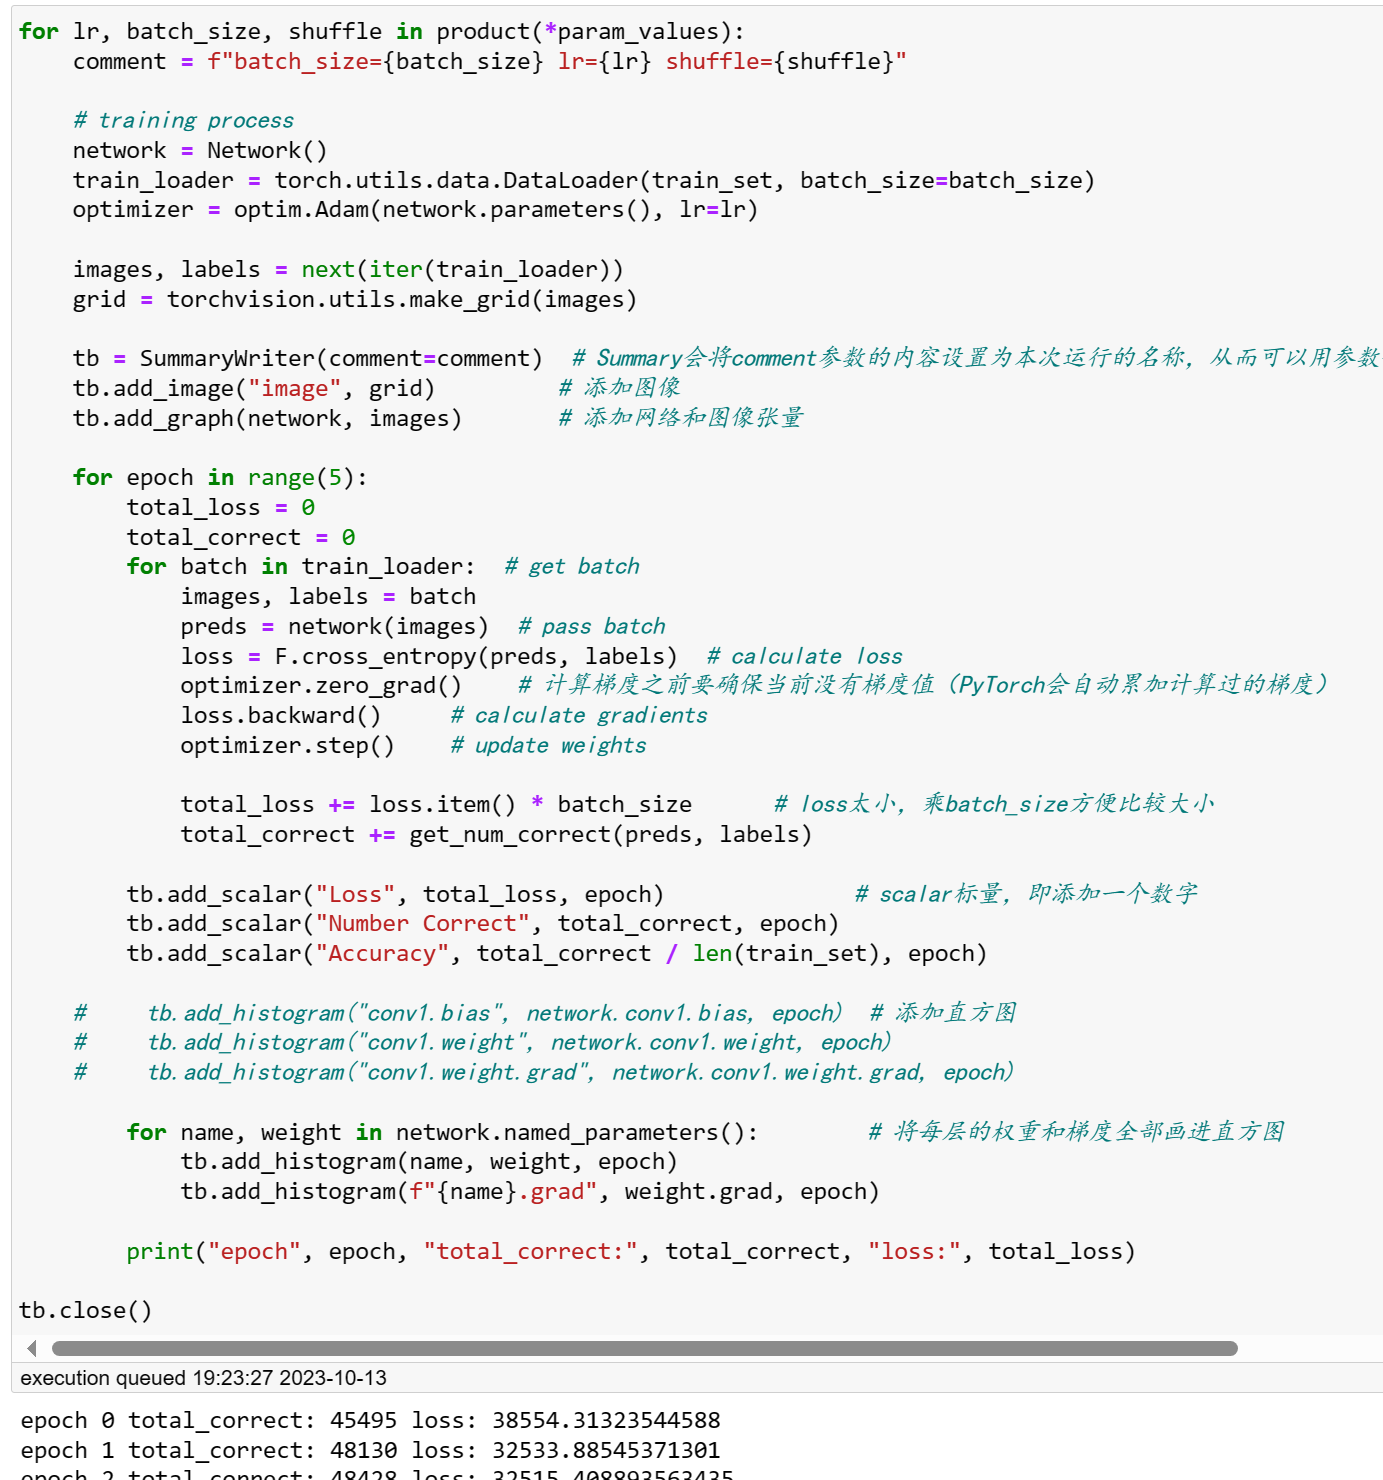 for lr, batch_size, shuffle in product(*param_values):
    comment = f"batch_size={batch_size} lr={lr} shuffle={shuffle}"
    # training process
    network = Network()
    train_loader = torch.utils.data.DataLoader(train_set, batch_size=batch_size)
    optimizer = optim.Adam(network.parameters(), lr=lr)
    images, labels = next(iter(train_loader))
    grid = torchvision.utils.make_grid(images)
    tb = SummaryWriter(comment=comment)  # Summary会将comment参数的内容设置为本次运行的名称, 从而可以用参数
    tb.add_image("image", grid)         # 添加图像
    tb.add_graph(network, images)       # 添加网络和图像张量
    for epoch in range(5):
        total_loss = 0
        total_correct = 0
        for batch in train_loader:  # get batch
            images, labels = batch
            preds = network(images)  # pass batch
            loss = F.cross_entropy(preds, labels)  # calculate loss
            optimizer.zero_grad()    # 计算梯度之前要确保当前没有梯度值（PyTorch会自动累加计算过的梯度）
            loss.backward()     # calculate gradients
            optimizer.step()    # update weights
            total_loss += loss.item() * batch_size      # loss太小, 乘batch_size方便比较大小
            total_correct += get_num_correct(preds, labels)
        tb.add_scalar("Loss", total_loss, epoch)              # scalar标量, 即添加一个数字
        tb.add_scalar("Number Correct", total_correct, epoch)
        tb.add_scalar("Accuracy", total_correct / len(train_set), epoch)
    #     tb.add_histogram("conv1.bias", network.conv1.bias, epoch)  # 添加直方图
    #     tb.add_histogram("conv1.weight", network.conv1.weight, epoch)
    #     tb.add_histogram("conv1.weight.grad", network.conv1.weight.grad, epoch)
        for name, weight in network.named_parameters():        # 将每层的权重和梯度全部画进直方图
            tb.add_histogram(name, weight, epoch)
            tb.add_histogram(f"{name}.grad", weight.grad, epoch)
        print("epoch", epoch, "total_correct:", total_correct, "loss:", total_loss)
tb.close()
execution queued 19:23:27 2023-10-13
epoch 0 total_correct: 45495 loss: 38554.31323544588
epoch 1 total_correct: 48130 loss: 32533.88545371301
epoch 2 total_correct: 48428 loss: 32515.408893563435